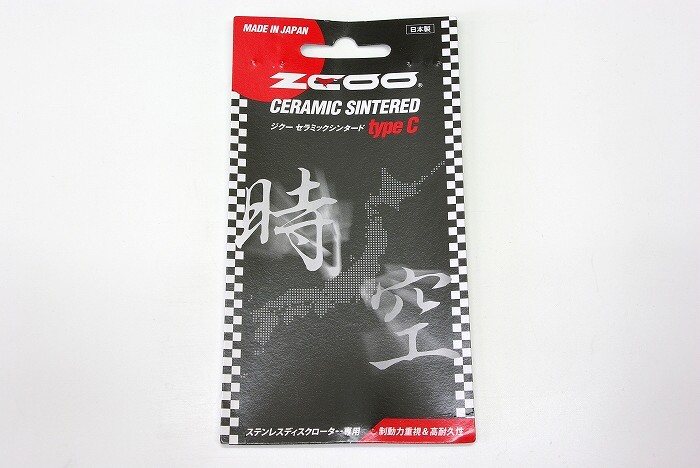 MADE IN JAPAN
日本製
ZCOO®
CERAMIC SINTERED
ジクー セラミックシンタード type C
時
空
ステンレスディスクローター専用 制動力重視&高耐久性